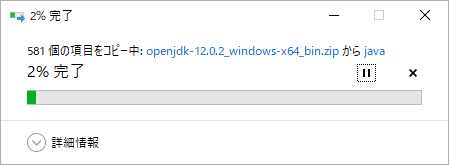 2% 完了
581 個の項目をコピー中: openjdk-12.0.2_windows-x64_bin.zip から java
2% 完了
詳細情報